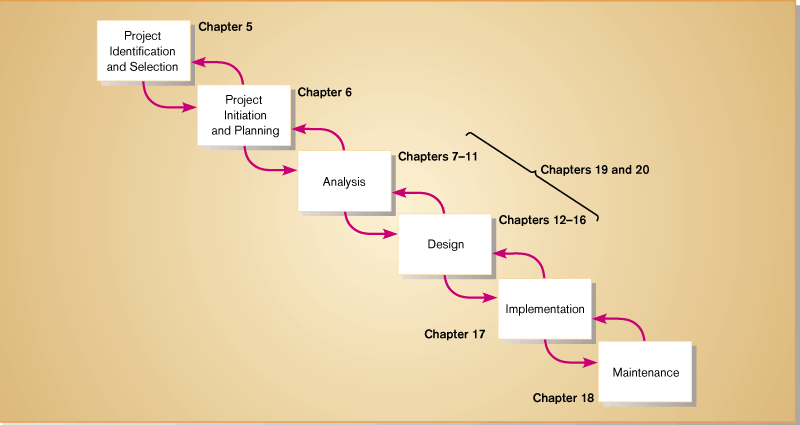 Project
Identification
and Selection
Chapter 5
Project
Initiation
and Planning
Chapter 6
Analysis
Chapters 7–11
Chapters 19 and 20
Design
Chapters 12–16
Implementation
Chapter 17
Maintenance
Chapter 18